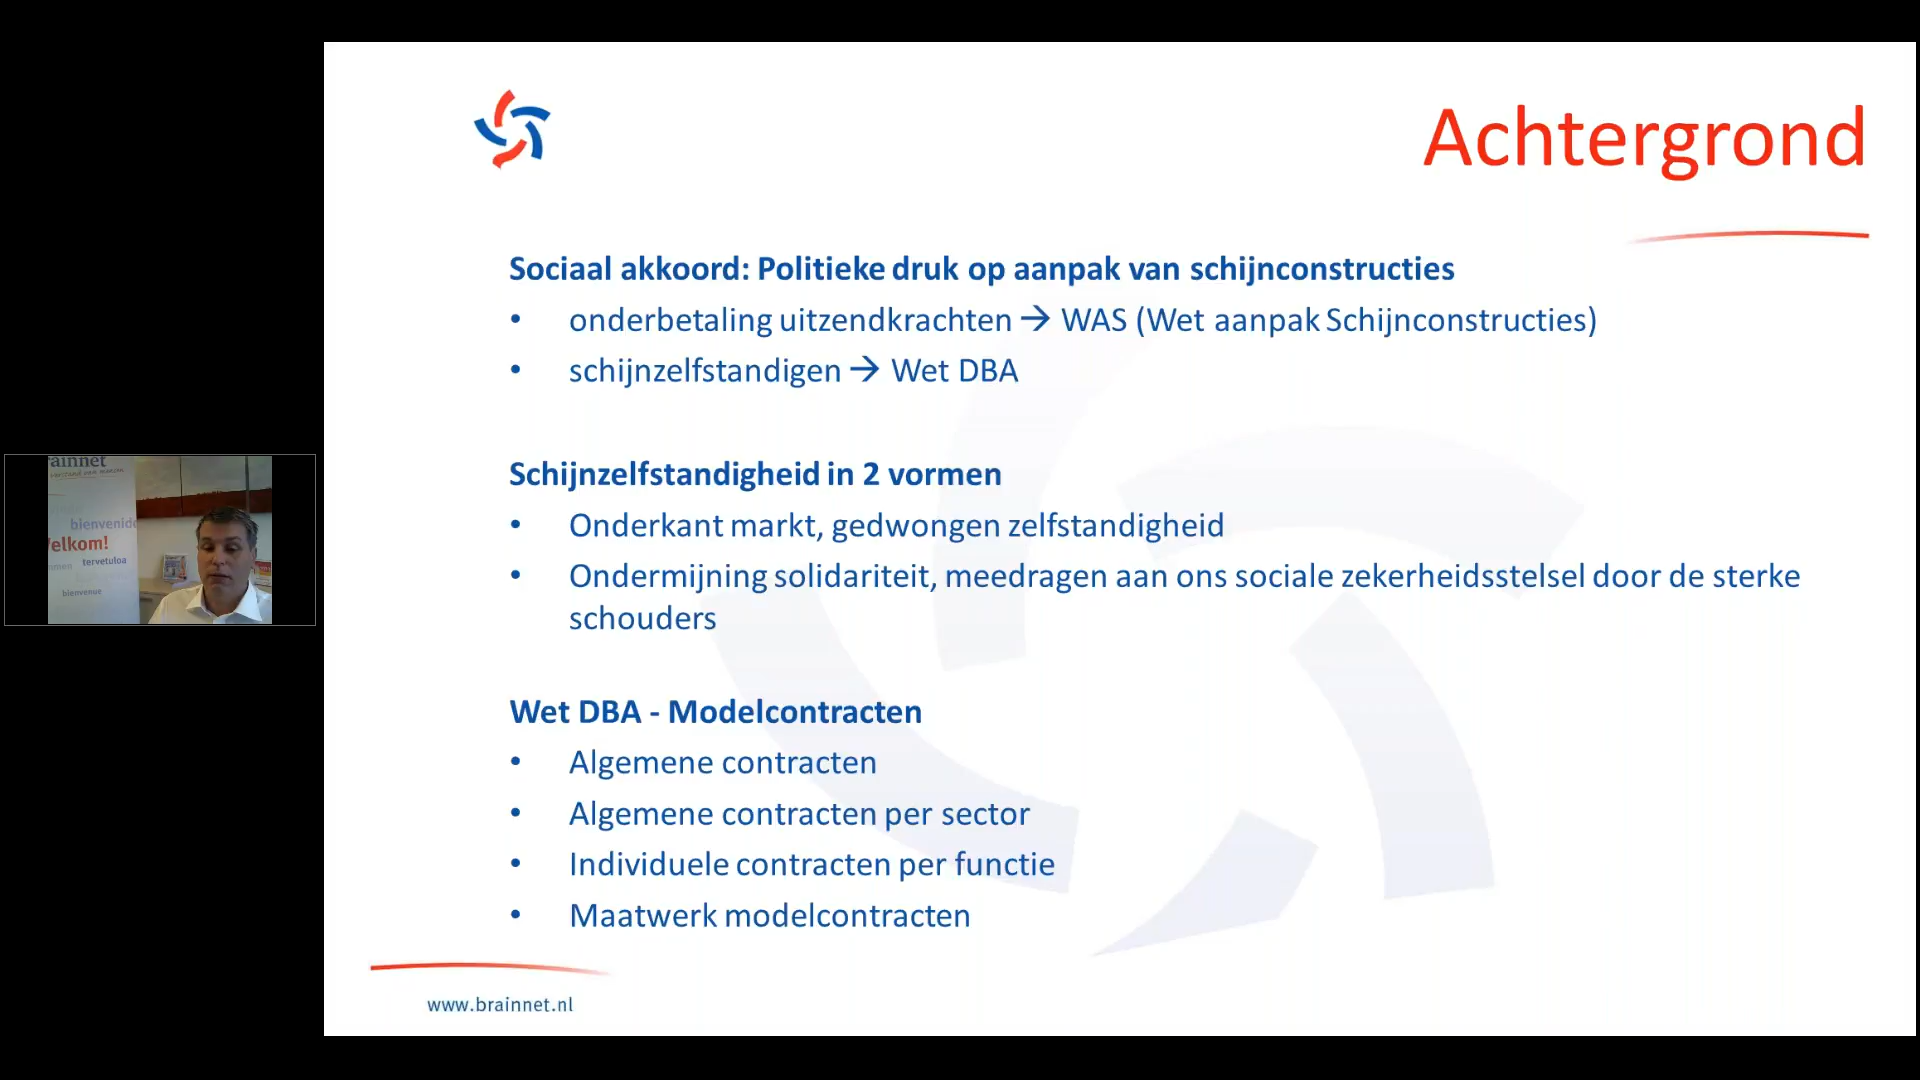 Achtergrond
Sociaal akkoord: Politieke druk op aanpak van schijnconstructies
• onderbetaling uitzendkrachten → WAS (Wet aanpak Schijnconstructies)
• schijnzelfstandigen → Wet DBA
Schijnzelfstandigheid in 2 vormen
• Onderkant markt, gedwongen zelfstandigheid
• Ondermijning solidariteit, meedragen aan ons sociale zekerheidsstelsel door de sterke
schouders
Wet DBA - Modelcontracten
• Algemene contracten
• Algemene contracten per sector
• Individuele contracten per functie
• Maatwerk modelcontracten
www.brainnet.nl
rainnet
bienvenid
elkom!
tervetuloa
bienvenue